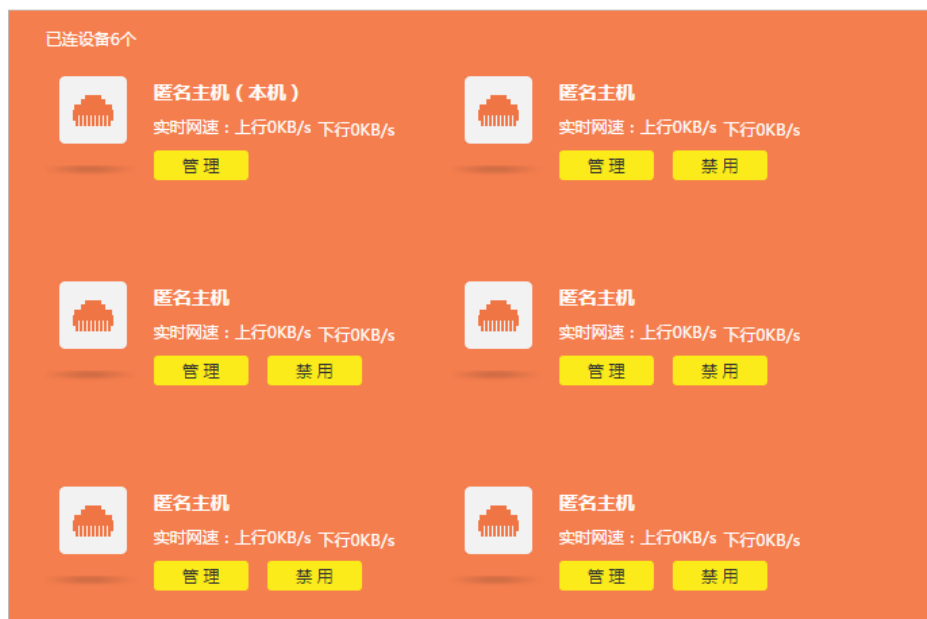 已连设备6个
匿名主机（本机）
实时网速：上行0KB/s 下行0KB/s
管 理
匿名主机
实时网速：上行0KB/s 下行0KB/s
管 理 禁 用
匿名主机
实时网速：上行0KB/s 下行0KB/s
管 理 禁 用
匿名主机
实时网速：上行0KB/s 下行0KB/s
管 理 禁 用
匿名主机
实时网速：上行0KB/s 下行0KB/s
管 理 禁 用
匿名主机
实时网速：上行0KB/s 下行0KB/s
管 理 禁 用